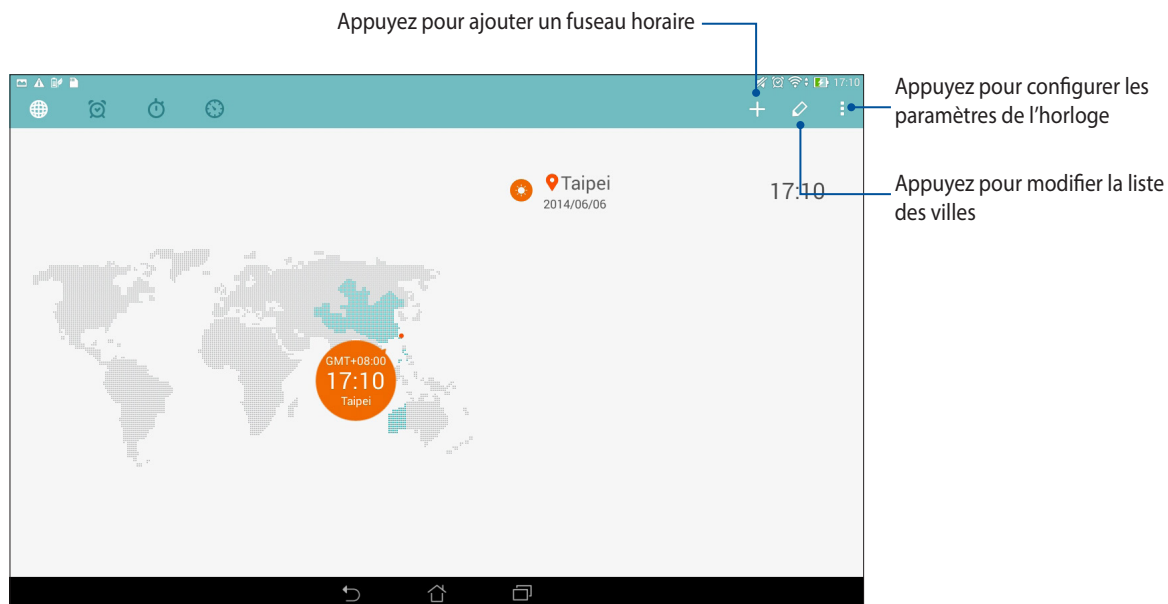 Appuyez pour ajouter un fuseau horaire
17:10
Appuyez pour configurer les
paramètres de l'horloge
Taipei
2014/06/06
17:10
Appuyez pour modifier la liste
des villes
GMT+08:00
17:10
Taipei